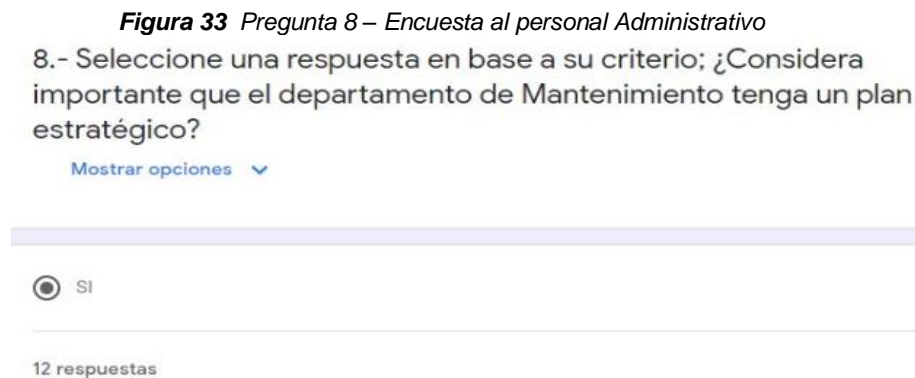 Figura 33 Pregunta 8 – Encuesta al personal Administrativo
8.- Seleccione una respuesta en base a su criterio; ¿Considera
importante que el departamento de Mantenimiento tenga un plan
estratégico?
Mostrar opciones
SI
12 respuestas